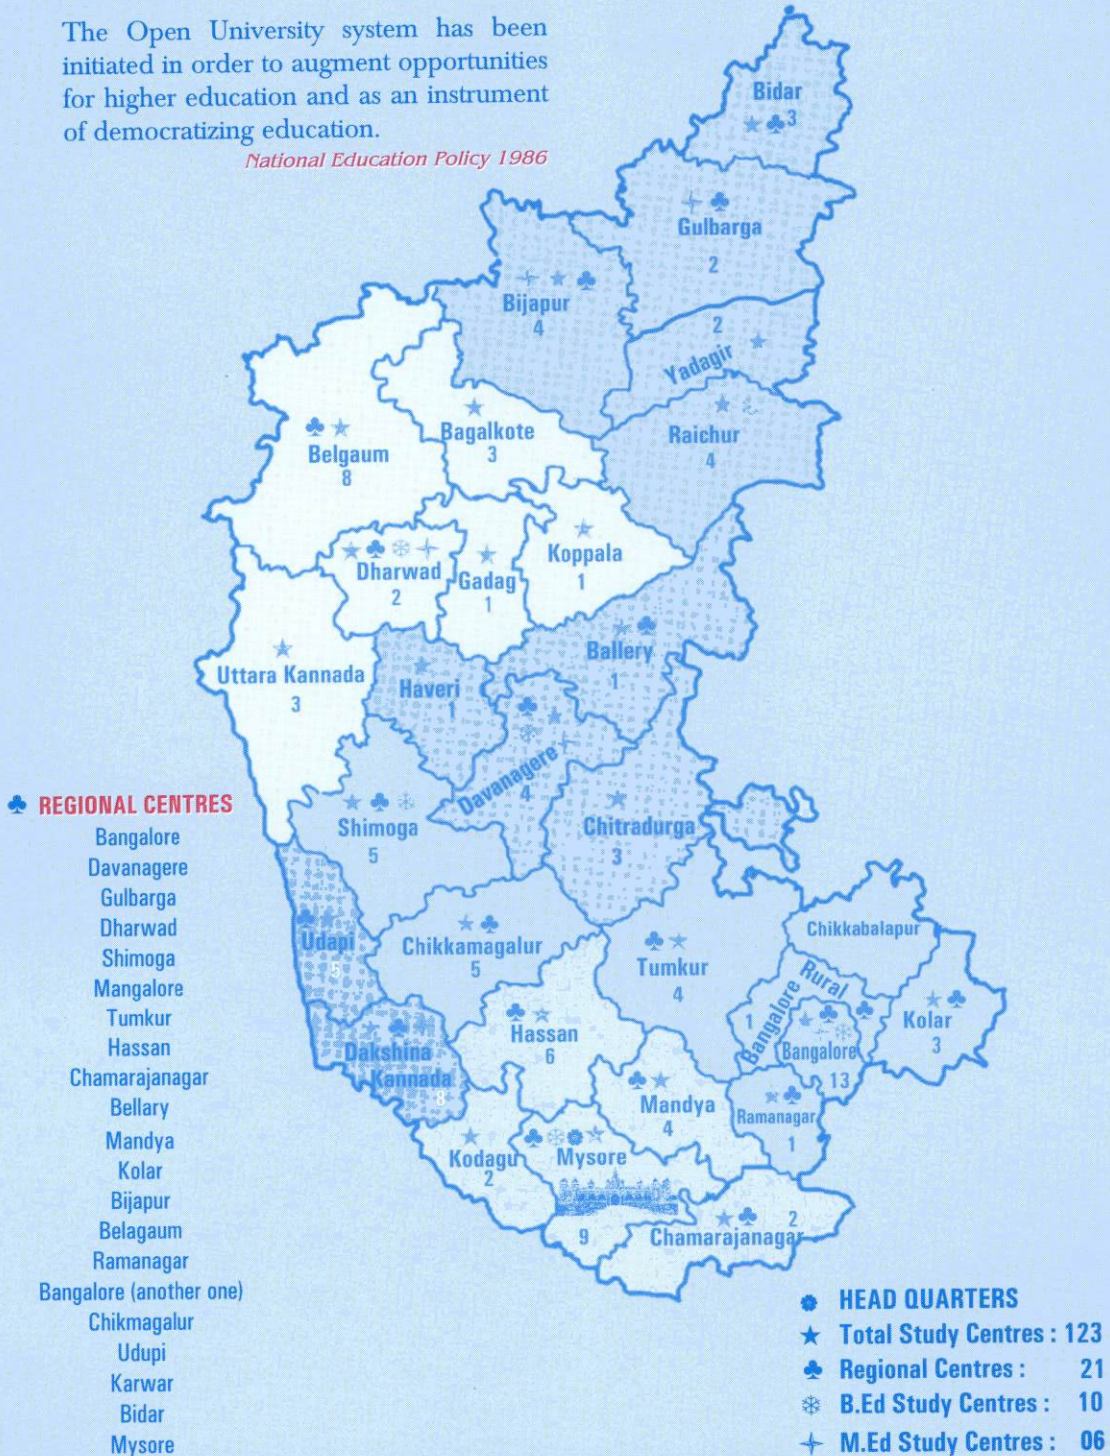 The Open University system has been
initiated in order to augment opportunities
for higher education and as an instrument
of democratizing education.
National Education Policy 1986
Bidar
3
Gulbarga
2
Bijapur
4
2
Yadagir
Raichur
4
Bagalkote
3
Belgaum
8
Koppala
1
Dharwad
2
Gadag
1
Ballery
1
Uttara Kannada
3
Haveri
1
Davanagere
4
Shimoga
5
Chitradurga
3
Udapi
5
Chikkamagalur
5
Tumkur
4
Chikkabalapur
Bangalore Rural
1
Bangalore
13
Kolar
3
Hassan
6
Dakshina
Kannada
8
Mandya
4
Ramanagar
1
Kodagu
2
Mysore
9
Chamarajanagar
2
REGIONAL CENTRES
Bangalore
Davanagere
Gulbarga
Dharwad
Shimoga
Mangalore
Tumkur
Hassan
Chamarajanagar
Bellary
Mandya
Kolar
Bijapur
Belagaum
Ramanagar
Bangalore (another one)
Chikmagalur
Udupi
Karwar
Bidar
Mysore
HEAD QUARTERS
Total Study Centres : 123
Regional Centres : 21
B.Ed Study Centres : 10
M.Ed Study Centres : 06